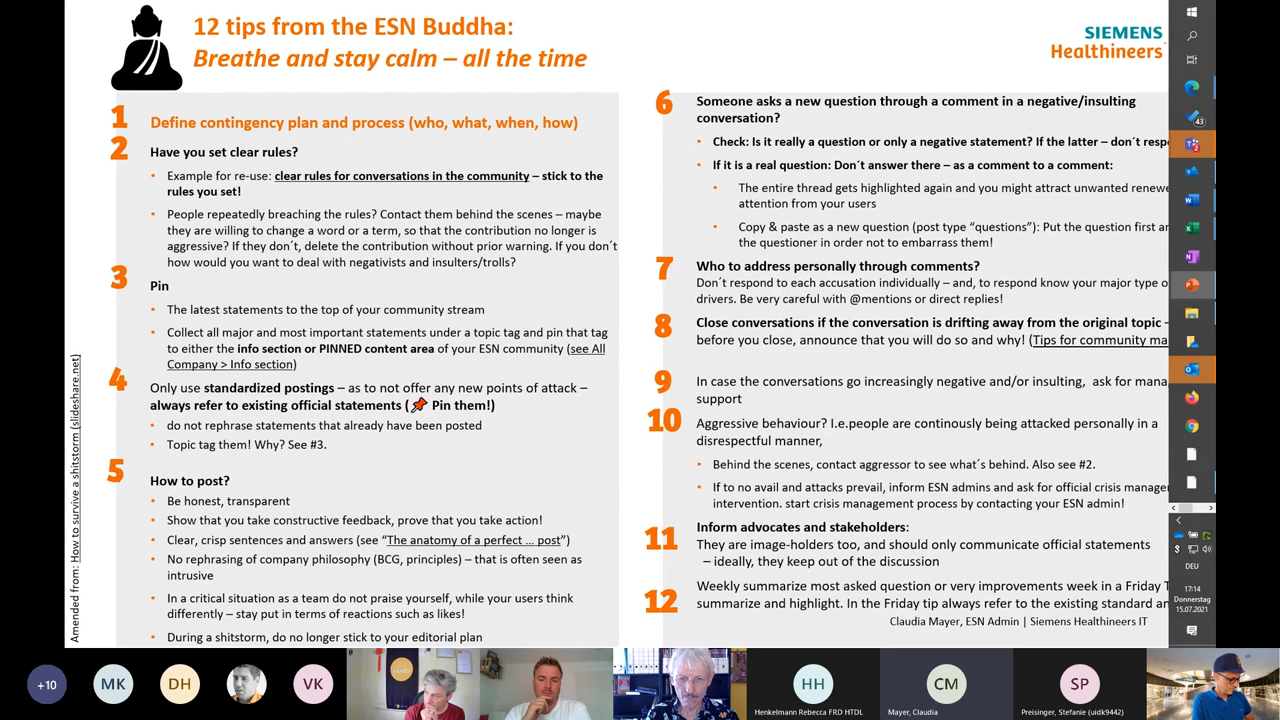 12 tips from the ESN Buddha:
Breathe and stay calm – all the time
SIEMENS
Healthineers
1
Define contingency plan and process (who, what, when, how)
2
Have you set clear rules?
• Example for re-use: clear rules for conversations in the community – stick to the
rules you set!
• People repeatedly breaching the rules? Contact them behind the scenes – maybe
they are willing to change a word or a term, so that the contribution no longer is
aggressive? If they don´t, delete the contribution without prior warning. If you don´t
how would you want to deal with negativists and insulters/trolls?
3
Pin
• The latest statements to the top of your community stream
• Collect all major and most important statements under a topic tag and pin that tag
to either the info section or PINNED content area of your ESN community (see All
Company > Info section)
4
Only use standardized postings – as to not offer any new points of attack –
always refer to existing official statements (📌 Pin them!)
• do not rephrase statements that already have been posted
• Topic tag them! Why? See #3.
5
How to post?
• Be honest, transparent
• Show that you take constructive feedback, prove that you take action!
• Clear, crisp sentences and answers (see “The anatomy of a perfect … post”)
• No rephrasing of company philosophy (BCG, principles) – that is often seen as
intrusive
• In a critical situation as a team do not praise yourself, while your users think
differently – stay put in terms of reactions such as likes!
• During a shitstorm, do no longer stick to your editorial plan
Amended from: How to survive a shitstorm (slideshare.net)
6
Someone asks a new question through a comment in a negative/insulting
conversation?
• Check: Is it really a question or only a negative statement? If the latter – don´t resp
• If it is a real question: Don´t answer there – as a comment to a comment:
• The entire thread gets highlighted again and you might attract unwanted renewe
attention from your users
• Copy & paste as a new question (post type “questions”): Put the question first an
the questioner in order not to embarrass them!
7
Who to address personally through comments?
Don´t respond to each accusation individually – and, to respond know your major type o
drivers. Be very careful with @mentions or direct replies!
8
Close conversations if the conversation is drifting away from the original topic –
before you close, announce that you will do so and why! (Tips for community ma
9
In case the conversations go increasingly negative and/or insulting, ask for mana
support
10
Aggressive behaviour? I.e.people are continously being attacked personally in a
disrespectful manner,
• Behind the scenes, contact aggressor to see what´s behind. Also see #2.
• If to no avail and attacks prevail, inform ESN admins and ask for official crisis manager
intervention. start crisis management process by contacting your ESN admin!
11
Inform advocates and stakeholders:
They are image-holders too, and should only communicate official statements
– ideally, they keep out of the discussion
12
Weekly summarize most asked question or very improvements week in a Friday T
summarize and highlight. In the Friday tip always refer to the existing standard an
Claudia Mayer, ESN Admin | Siemens Healthineers IT
43
2
DEU
17:14
Donnerstag
15.07.2021
+10
MK
DH
VK
HH
Henkelmann Rebecca FRD HTDL
CM
Mayer, Claudia
SP
Preisinger, Stefanie (uidk9442)